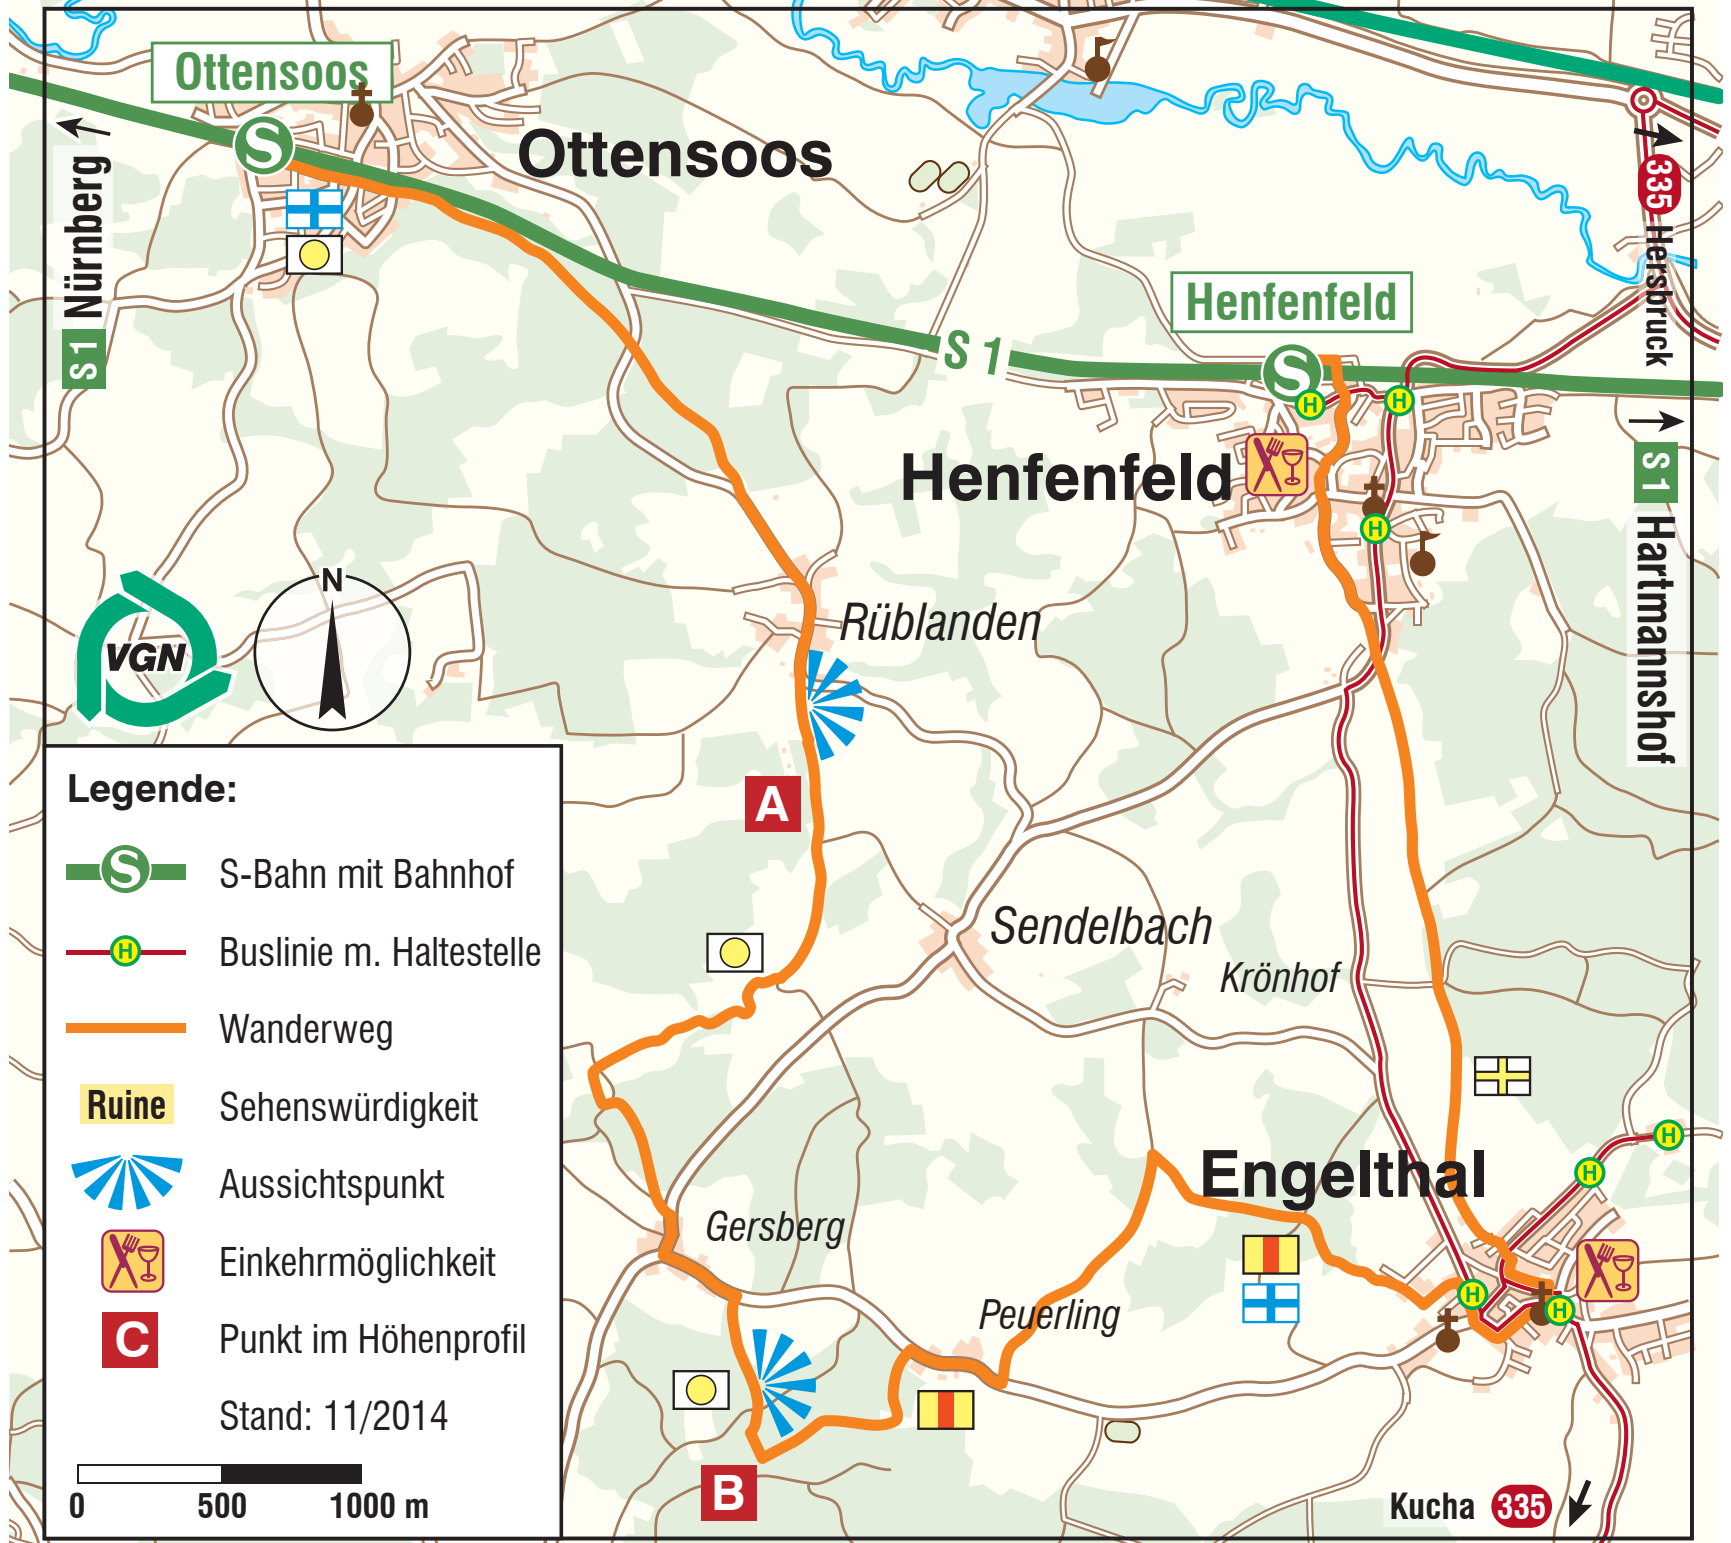 Ottensoos
S
Ottensoos
Nürnberg
S 1
335
Hersbruck
Henfenfeld
S 1
S
H
H
Henfenfeld
H
S 1
Hartmannshof
N
VGN
Rüblanden
A
Legende:
S
S-Bahn mit Bahnhof
H
Buslinie m. Haltestelle
Wanderweg
Ruine
Sehenswürdigkeit
Aussichtspunkt
Einkehrmöglichkeit
C
Punkt im Höhenprofil
Stand: 11/2014
0 500 1000 m
Sendelbach
Krönhof
Engelthal
H
H
Gersberg
Peuerling
H
H
B
Kucha 335